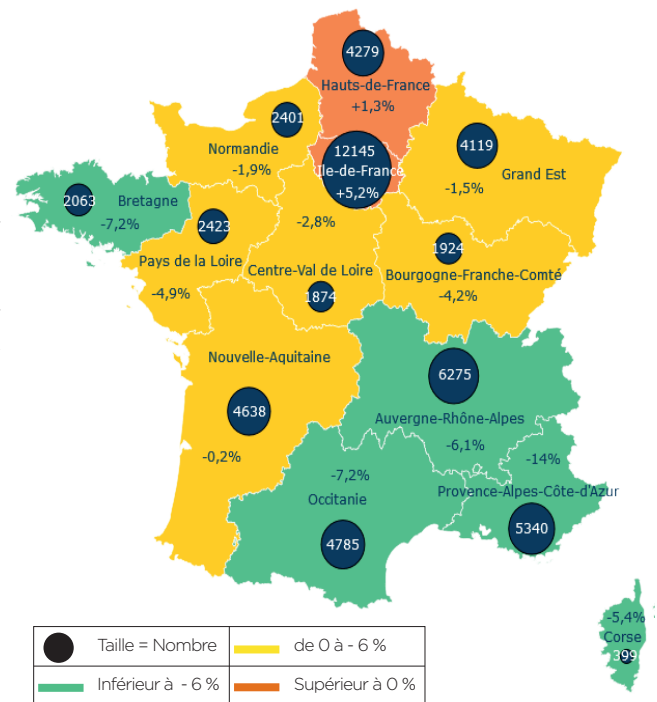 4279
Hauts-de-France
+1,3%
2401
Normandie
-1,9%
12145
Ile-de-France
+5,2%
4119
Grand Est
-1,5%
2063
Bretagne
-7,2%
2423
Pays de la Loire
-4,9%
-2,8%
Centre-Val de Loire
1874
1924
Bourgogne-Franche-Comté
-4,2%
Nouvelle-Aquitaine
4638
-0,2%
6275
Auvergne-Rhône-Alpes
-6,1%
-14%
Provence-Alpes-Côte-d'Azur
5340
-7,2%
Occitanie
4785
-5,4%
Corse
399
Taille = Nombre
de 0 à - 6 %
Inférieur à - 6 %
Supérieur à 0 %